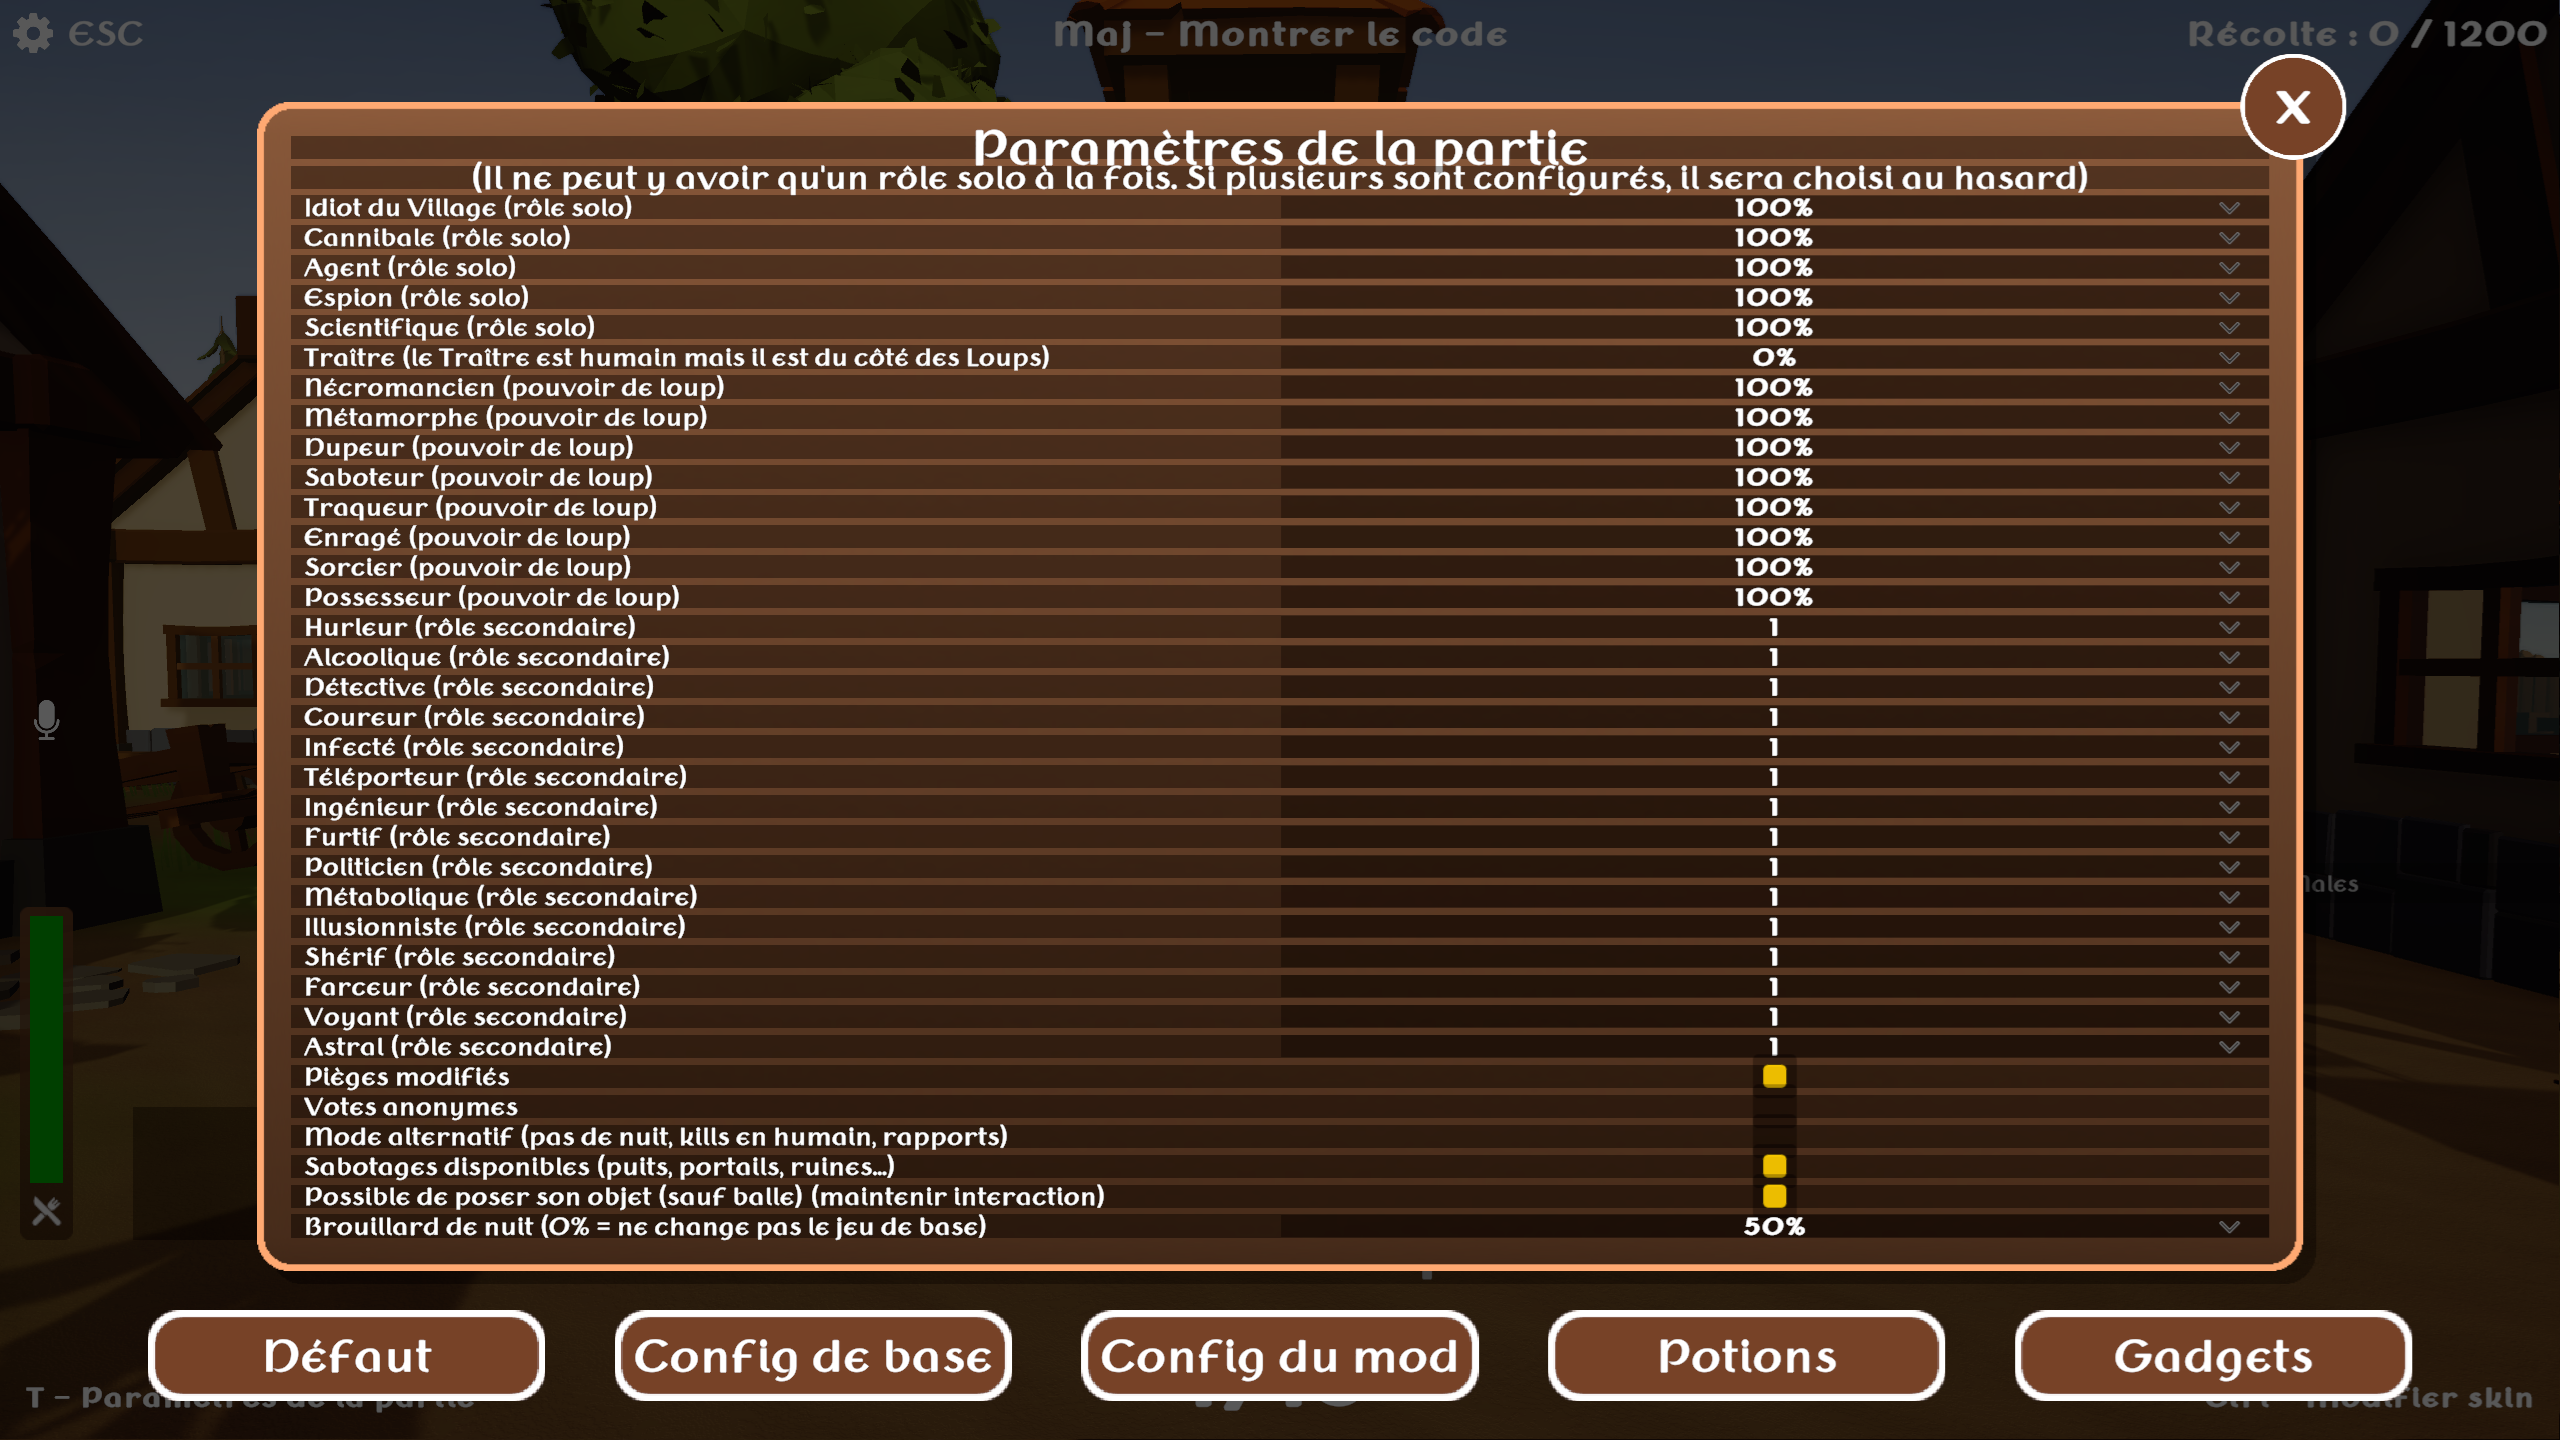 ESC
Maj - Montrer le code
Récolte : 0 / 1200
X
Paramètres de la partie
(Il ne peut y avoir qu'un rôle solo à la fois. Si plusieurs sont configurés, il sera choisi au hasard)
Idiot du Village (rôle solo) 100%
Cannibale (rôle solo) 100%
Agent (rôle solo) 100%
Espion (rôle solo) 100%
Scientifique (rôle solo) 100%
Traître (le Traître est humain mais il est du côté des Loups) 0%
Nécromancien (pouvoir de loup) 100%
Métamorphe (pouvoir de loup) 100%
Dupeur (pouvoir de loup) 100%
Saboteur (pouvoir de loup) 100%
Traqueur (pouvoir de loup) 100%
Enragé (pouvoir de loup) 100%
Sorcier (pouvoir de loup) 100%
Possesseur (pouvoir de loup) 100%
Hurleur (rôle secondaire) 1
Alcoolique (rôle secondaire) 1
Détective (rôle secondaire) 1
Coureur (rôle secondaire) 1
Infecté (rôle secondaire) 1
Téléporteur (rôle secondaire) 1
Ingénieur (rôle secondaire) 1
Furtif (rôle secondaire) 1
Politicien (rôle secondaire) 1
Métabolique (rôle secondaire) 1
Illusionniste (rôle secondaire) 1
Shérif (rôle secondaire) 1
Farceur (rôle secondaire) 1
Voyant (rôle secondaire) 1
Astral (rôle secondaire) 1
Pièges modifiés
Votes anonymes
Mode alternatif (pas de nuit, kills en humain, rapports)
Sabotages disponibles (puits, portails, ruines...)
Possible de poser son objet (sauf balle) (maintenir interaction)
Brouillard de nuit (0% = ne change pas le jeu de base) 50%
Défaut
Config de base
Config du mod
Potions
Gadgets
T - Paramètres de la partie
skin